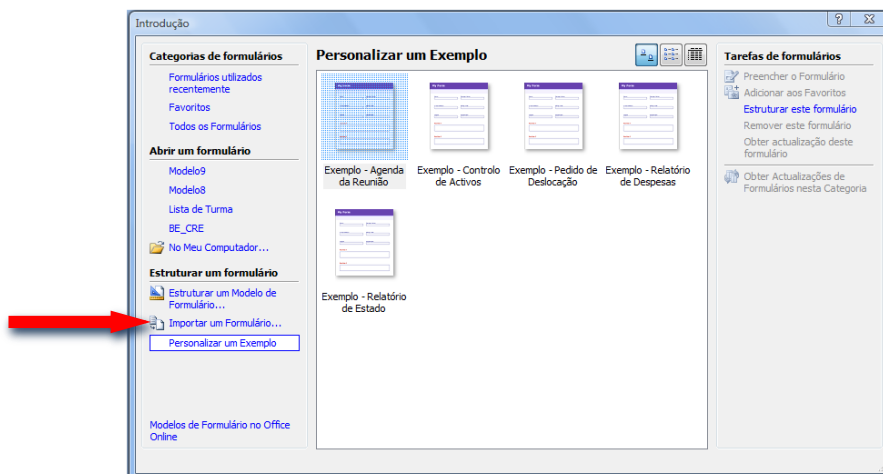 Introdução
Categorias de formulários
Formulários utilizados
recentemente
Favoritos
Todos os Formulários
Abrir um formulário
Modelo9
Modelo8
Lista de Turma
BE_CRE
No Meu Computador...
Estruturar um formulário
Estruturar um Modelo de
Formulário...
Importar um Formulário...
Personalizar um Exemplo
Modelos de Formulário no Office
Online
Personalizar um Exemplo
Exemplo - Agenda
da Reunião
Exemplo - Controlo
de Activos
Exemplo - Pedido de
Deslocação
Exemplo - Relatório
de Despesas
Exemplo - Relatório
de Estado
Tarefas de formulários
Preencher o Formulário
Adicionar aos Favoritos
Estruturar este formulário
Remover este formulário
Obter actualização deste
formulário
Obter Actualizações de
Formulários nesta Categoria